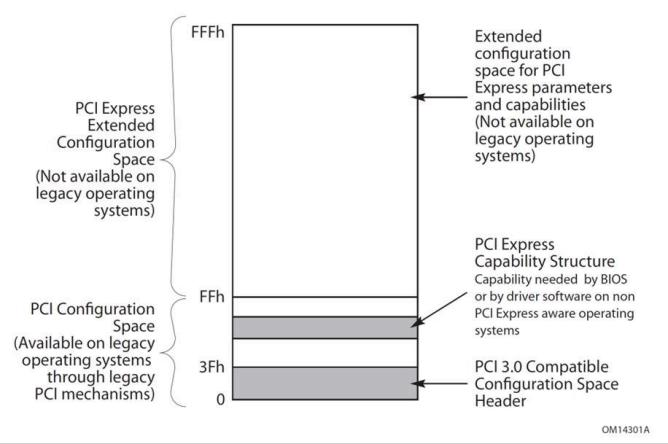 FFFh
Extended
configuration
space for PCI
Express parameters
and capabilities
(Not available on
legacy operating
systems)
PCI Express
Extended
Configuration
Space
(Not available on
legacy operating
systems)
PCI Express
Capability Structure
Capability needed by BIOS
or by driver software on non
PCI Express aware operating
systems
FFh
PCI Configuration
Space
(Available on legacy
operating systems
through legacy
PCI mechanisms)
3Fh
PCI 3.0 Compatible
Configuration Space
Header
0
OM14301A